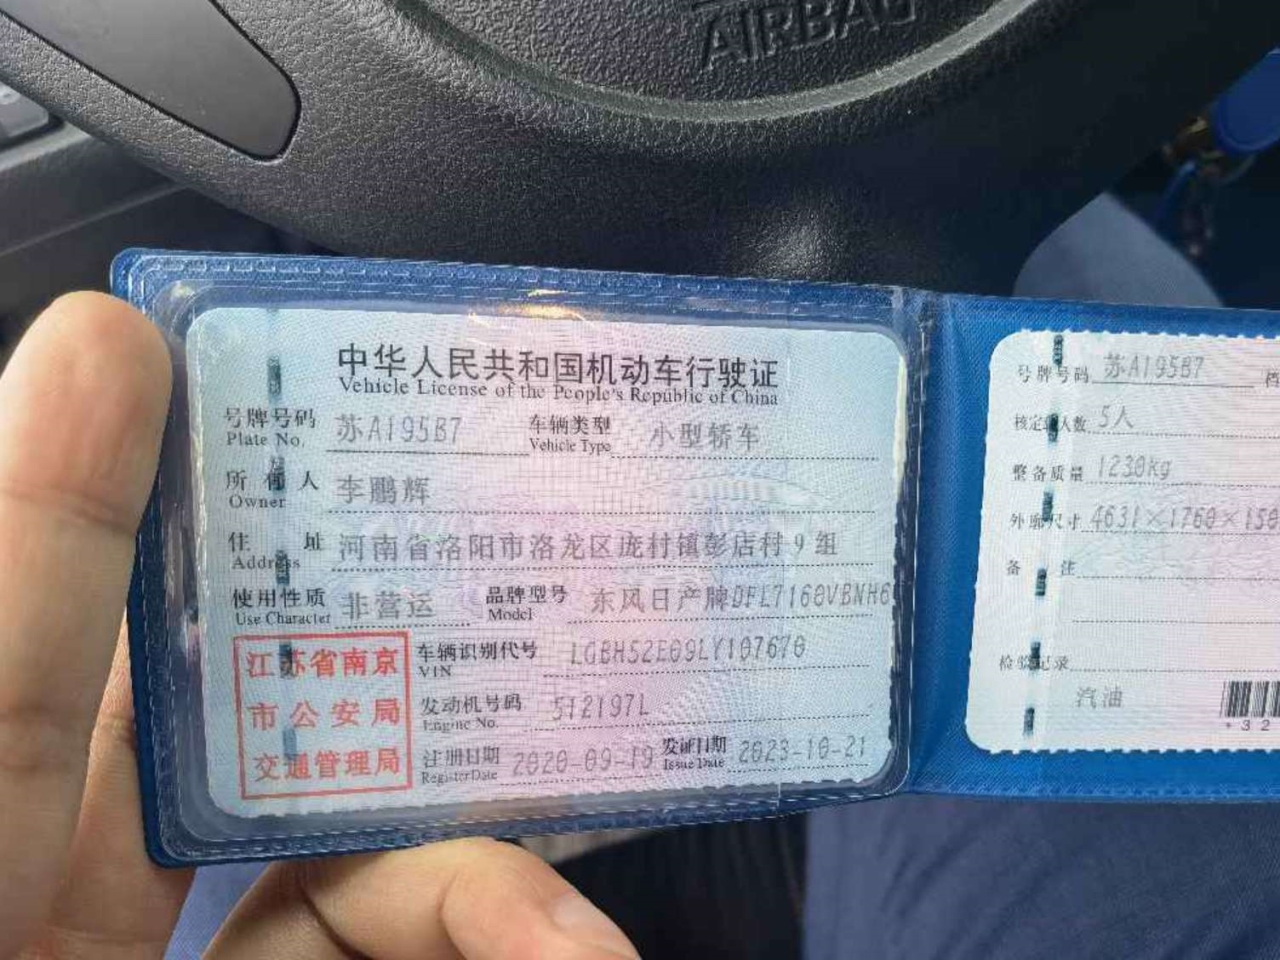 AIRBAG
中华人民共和国机动车行驶证
Vehicle License of the People's Republic of China
号牌号码 苏A195B7 车辆类型 小型轿车
Plate No. Vehicle Type
所有人 李鹏辉
Owner
住址 河南省洛阳市洛龙区庞村镇彭店村9组
Address
使用性质 非营运 品牌型号 东风日产牌DFL7168VBNH6
Use Character Model
江苏省南京
市公安局
交通管理局
车辆识别代号 LGBH52E09LY107670
VIN
发动机号码 512197L
Engine No.
注册日期 2020-09-19 发证日期 2023-10-21
Register Date Issue Date
号牌号码 苏A195B7
核定人数 5人
整备质量 1230kg
外廓尺寸 4631×1760×150
备注
检验记录
汽油
*32